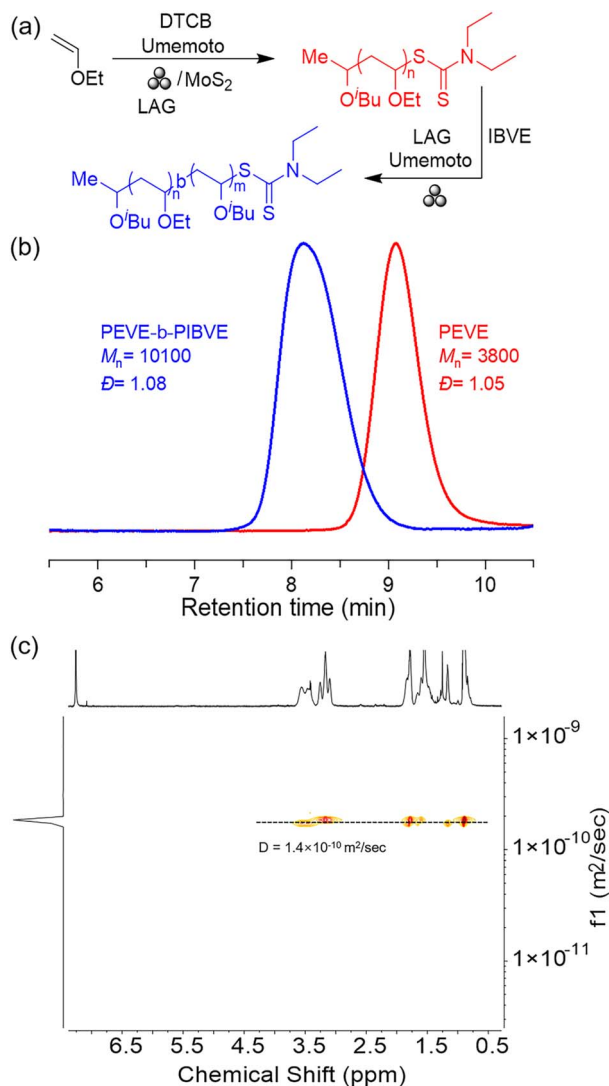 (a)
DTCB
Umemoto
/MoS₂
LAG
OEt
Me
OⁱBu
OEt
n
S
S
N
LAG
Umemoto
IBVE
Me
OⁱBu
OEt
n
b
OⁱBu
m
S
S
N
(b)
PEVE-b-PIBVE
Mn= 10100
Đ= 1.08
PEVE
Mn= 3800
Đ= 1.05
6 7 8 9 10
Retention time (min)
(c)
1×10⁻⁹
1×10⁻¹⁰
1×10⁻¹¹
f1 (m2/sec)
D = 1.4×10⁻¹⁰ m²/sec
6.5 5.5 4.5 3.5 2.5 1.5 0.5
Chemical Shift (ppm)